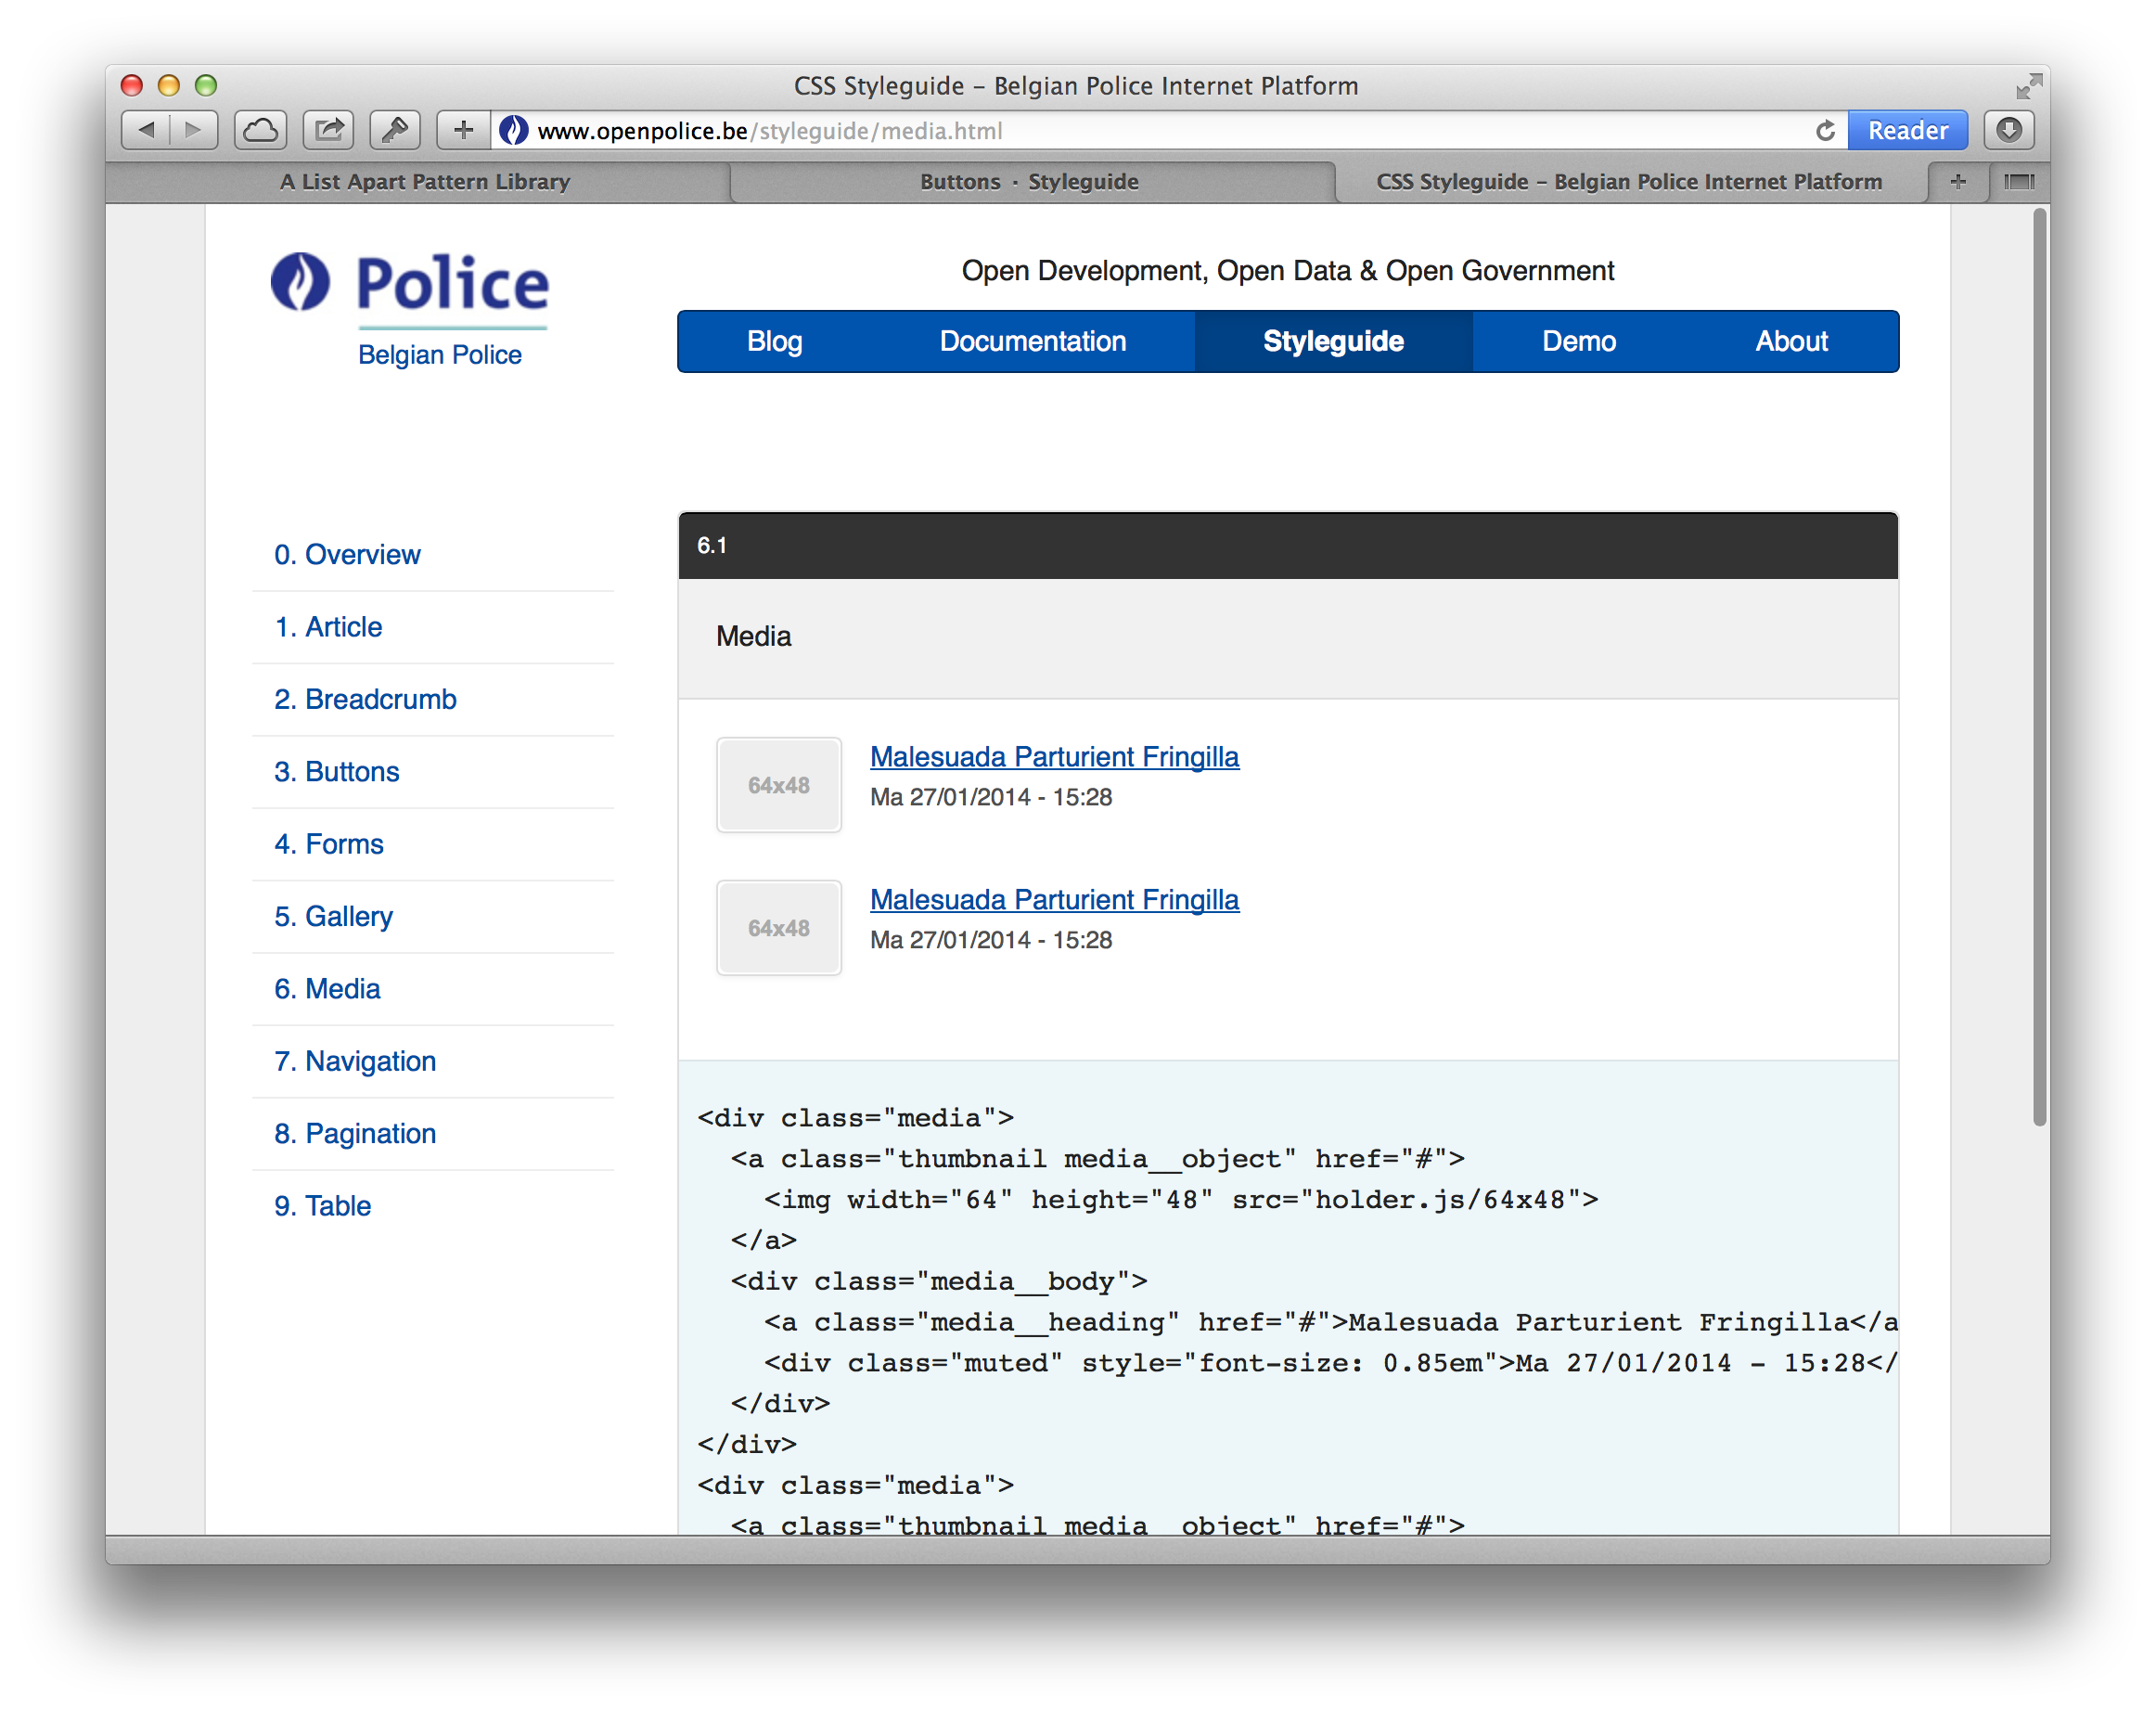 CSS Styleguide – Belgian Police Internet Platform
www.openpolice.be/styleguide/media.html
Reader
A List Apart Pattern Library
Buttons · Styleguide
CSS Styleguide – Belgian Police Internet Platform
Police
Belgian Police
Open Development, Open Data & Open Government
Blog Documentation Styleguide Demo About
0. Overview
1. Article
2. Breadcrumb
3. Buttons
4. Forms
5. Gallery
6. Media
7. Navigation
8. Pagination
9. Table
6.1
Media
64x48
Malesuada Parturient Fringilla
Ma 27/01/2014 - 15:28
64x48
Malesuada Parturient Fringilla
Ma 27/01/2014 - 15:28
<div class="media">
<a class="thumbnail media__object" href="#">
<img width="64" height="48" src="holder.js/64x48">
</a>
<div class="media__body">
<a class="media__heading" href="#">Malesuada Parturient Fringilla</a
<div class="muted" style="font-size: 0.85em">Ma 27/01/2014 - 15:28</
</div>
</div>
<div class="media">
<a class="thumbnail media__object" href="#">